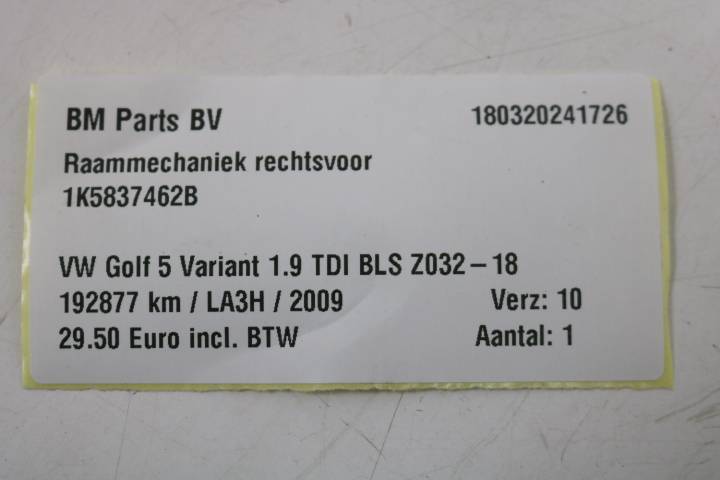 BM Parts BV 180320241726
Raammechaniek rechtsvoor
1K5837462B
VW Golf 5 Variant 1.9 TDI BLS Z032-18
192877 km / LA3H / 2009 Verz: 10
29.50 Euro incl. BTW Aantal: 1